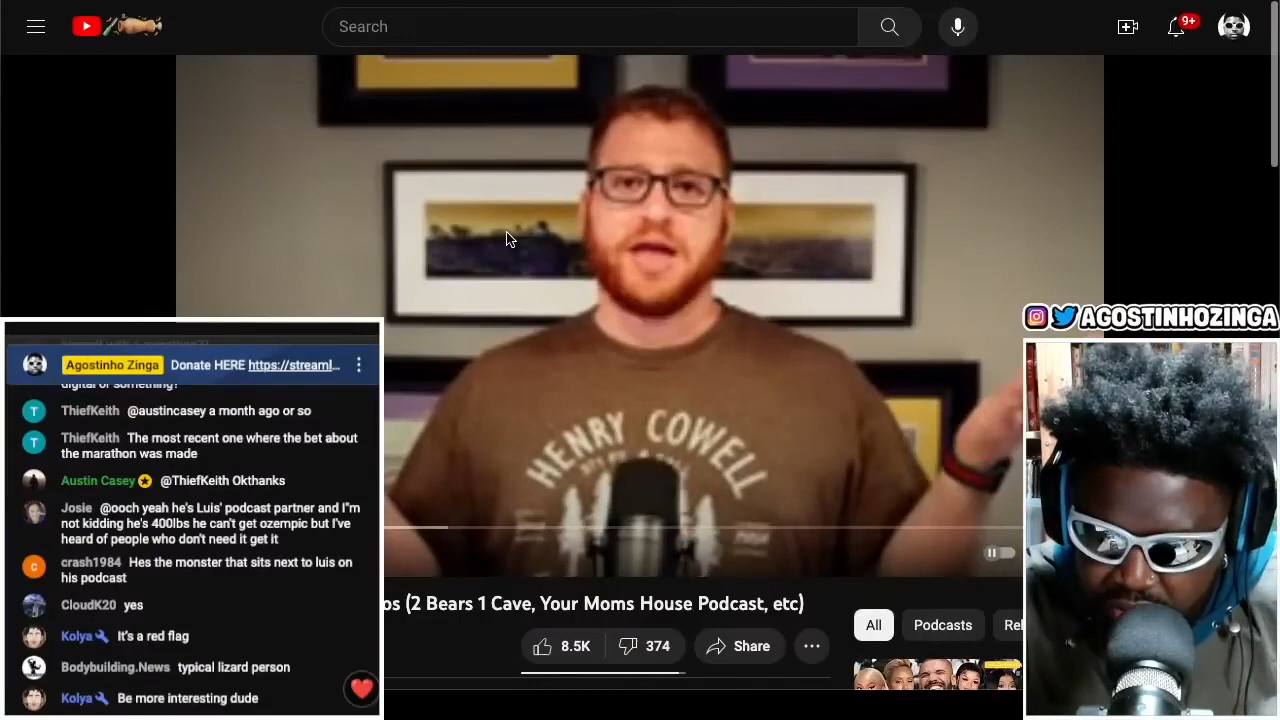 Search
9+
HENRY COWELL
AGOSTINHOZINGA
Agostinho Zinga Donate HERE https://streaml...
digital or something?
ThiefKeith @austincasey a month ago or so
ThiefKeith The most recent one where the bet about
the marathon was made
Austin Casey @ThiefKeith Okthanks
Josie @ooch yeah he's Luis' podcast partner and I"m
not kidding he's 400lbs he can't get ozempic but I've
heard of people who don't need it get it
crash1984 Hes the monster that sits next to luis on
his podcast
CloudK20 yes
Kolya It's a red flag
Bodybuilding.News typical lizard person
Kolya Be more interesting dude
os (2 Bears 1 Cave, Your Moms House Podcast, etc)
8.5K 374 Share
All Podcasts Rel